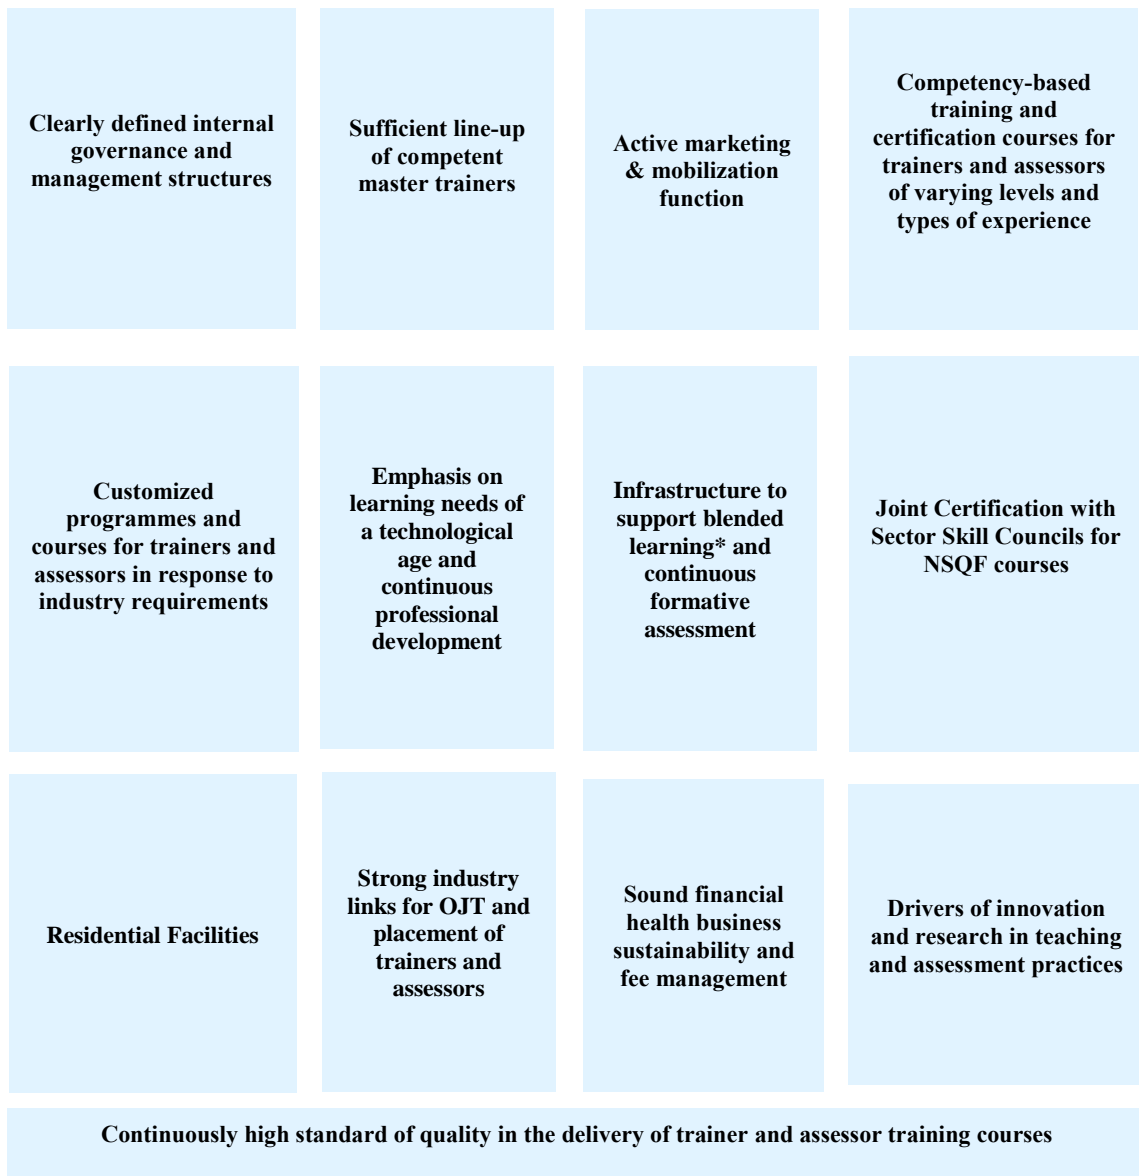 Clearly defined internal
governance and
management structures
Sufficient line-up
of competent
master trainers
Active marketing
& mobilization
function
Competency-based
training and
certification courses for
trainers and assessors
of varying levels and
types of experience
Customized
programmes and
courses for trainers and
assessors in response to
industry requirements
Emphasis on
learning needs of
a technological
age and
continuous
professional
development
Infrastructure to
support blended
learning* and
continuous
formative
assessment
Joint Certification with
Sector Skill Councils for
NSQF courses
Residential Facilities
Strong industry
links for OJT and
placement of
trainers and
assessors
Sound financial
health business
sustainability and
fee management
Drivers of innovation
and research in teaching
and assessment practices
Continuously high standard of quality in the delivery of trainer and assessor training courses